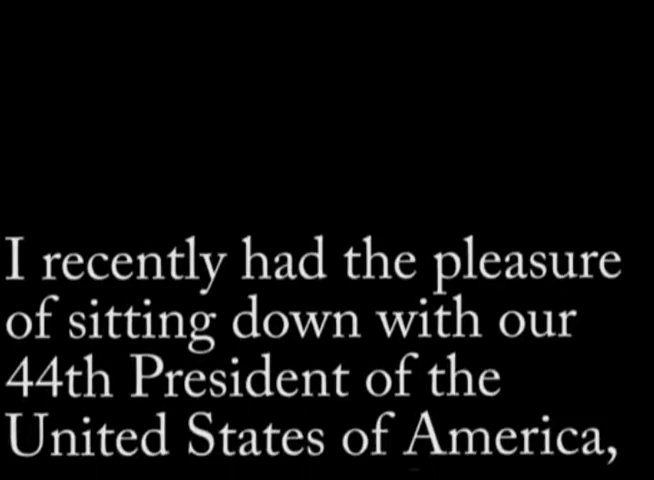 I recently had the pleasure
of sitting down with our
44th President of the
United States of America,